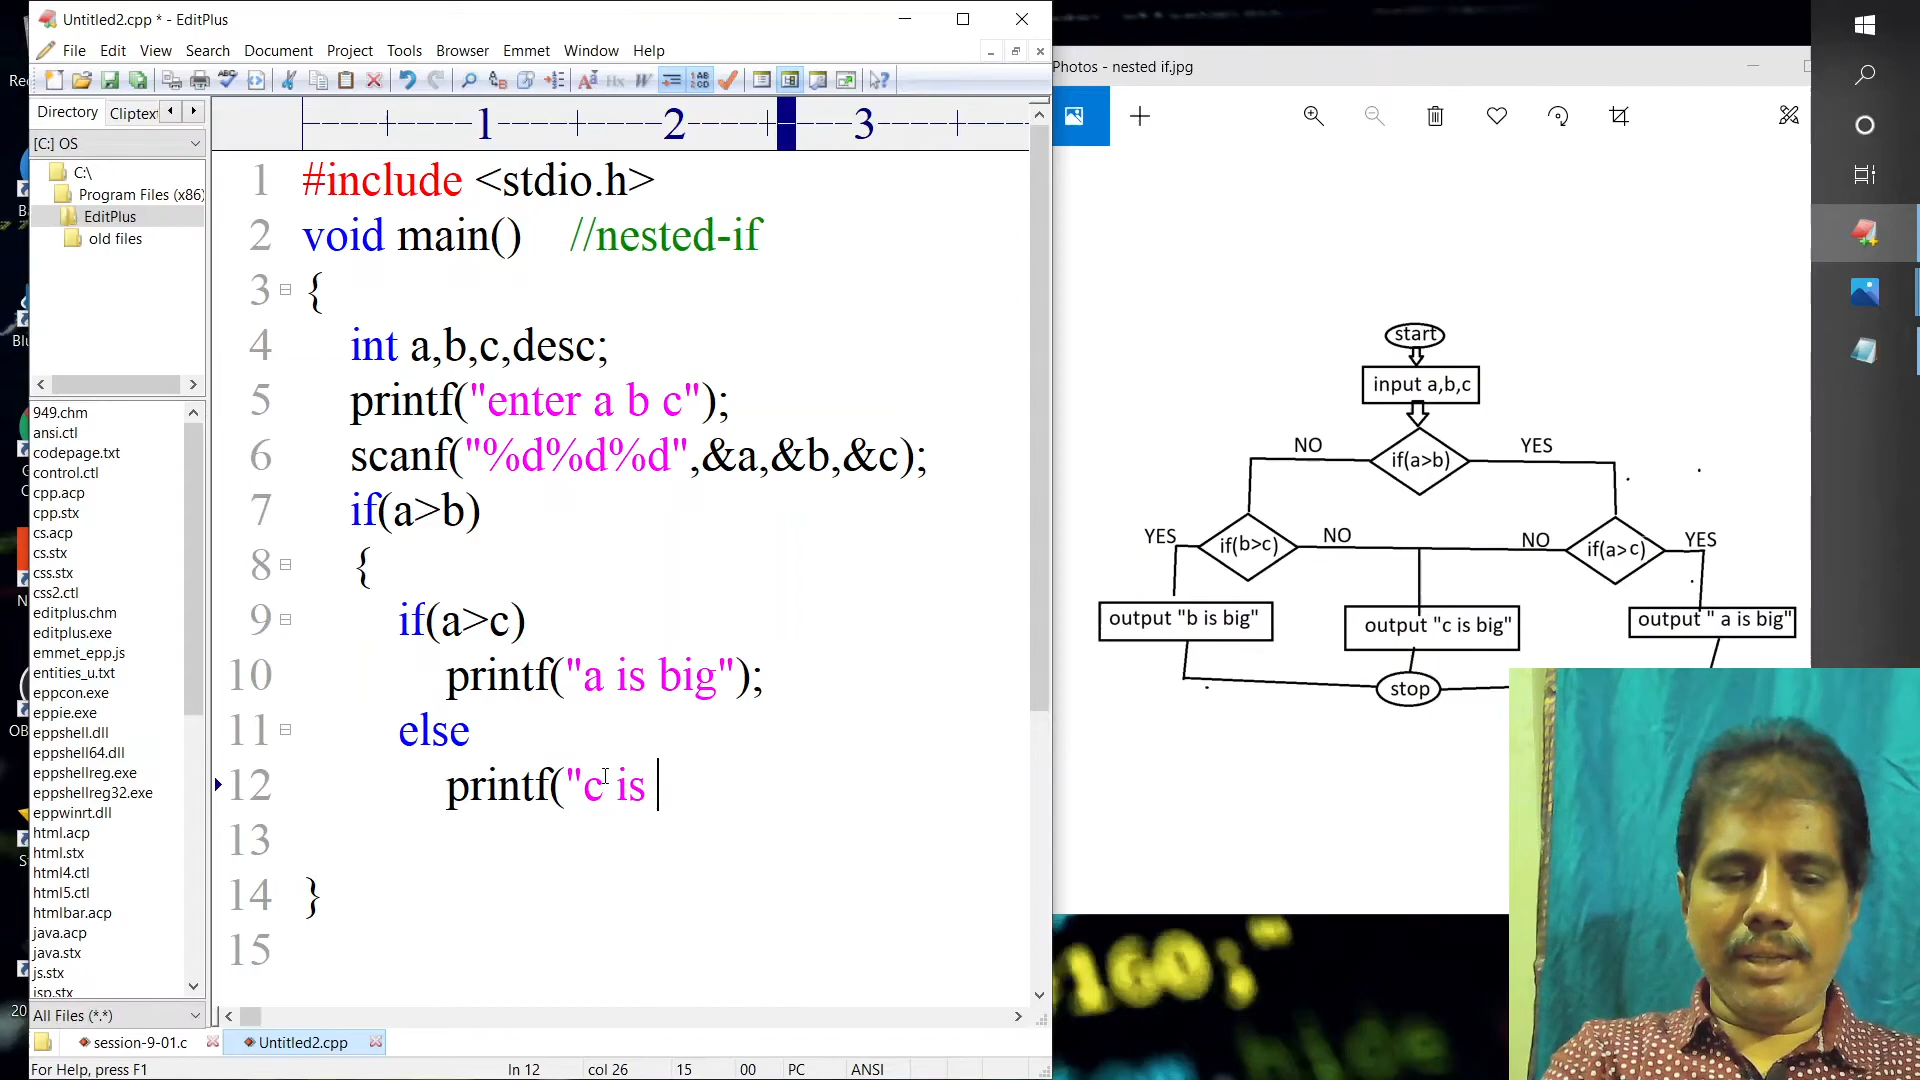 Untitled2.cpp * - EditPlus
File Edit View Search Document Project Tools Browser Emmet Window Help
Directory Cliptext
[C:] OS
C:\
Program Files (x86)
EditPlus
old files
949.chm
ansi.ctl
codepage.txt
control.ctl
cpp.acp
cpp.stx
cs.acp
cs.stx
css.stx
css2.ctl
editplus.chm
editplus.exe
emmet_epp.js
entities_u.txt
eppcon.exe
eppie.exe
eppshell.dll
eppshell64.dll
eppshellreg.exe
eppshellreg32.exe
eppwinrt.dll
html.acp
html.stx
html4.ctl
html5.ctl
htmlbar.acp
java.acp
java.stx
js.stx
jsp.stx
All Files (*.*)
1 2 3
1 #include <stdio.h>
2 void main() //nested-if
3 {
4 int a,b,c,desc;
5 printf("enter a b c");
6 scanf("%d%d%d",&a,&b,&c);
7 if(a>b)
8 {
9 if(a>c)
10 printf("a is big");
11 else
12 printf("c is
13
14 }
15
session-9-01.c Untitled2.cpp
For Help, press F1 ln 12 col 26 15 00 PC ANSI
Photos - nested if.jpg
start
input a,b,c
NO if(a>b) YES
YES if(b>c) NO NO if(a>c) YES
output "b is big" output "c is big" output " a is big"
stop
160;"